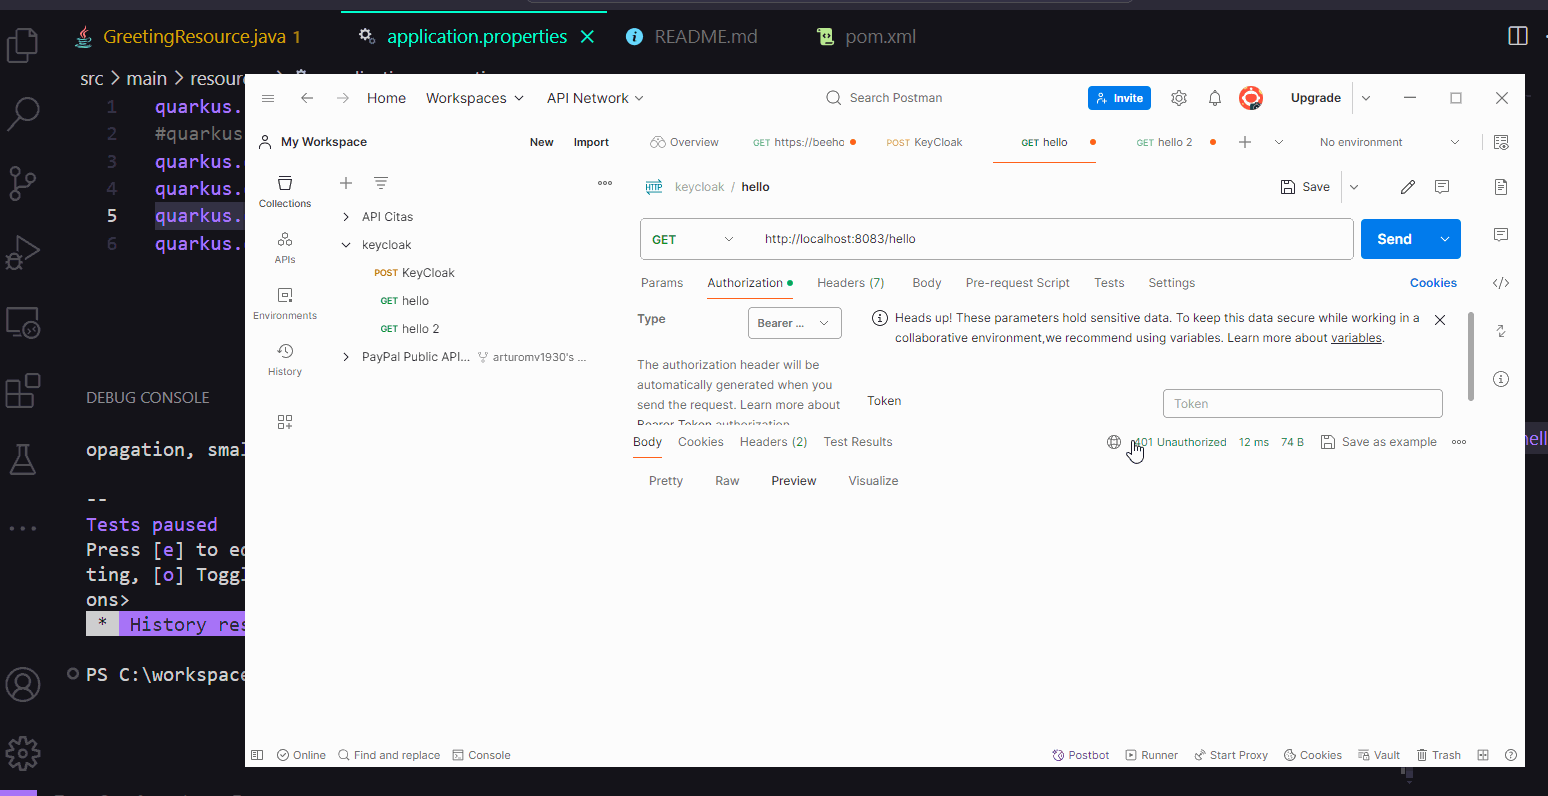 GreetingResource.java 1
application.properties
README.md
pom.xml
src > main >
1 quarkus.
2 #quarkus
3 quarkus.
4 quarkus.
5 quarkus.
6 quarkus.
DEBUG CONSOLE
--
Tests paused
Press [e] to
ting, [o]
ons>
* History
PS C:\workspace
Home
Workspaces
API Network
Search Postman
Invite
Upgrade
My Workspace
New
Import
Overview
GET https://beeho
POST KeyCloak
GET hello
GET hello 2
No environment
Collections
APIs
Environments
History
API Citas
keycloak
POST KeyCloak
GET hello
GET hello 2
PayPal Public API... arturomv1930's ...
HTTP keycloak / hello
Save
GET http://localhost:8083/hello
Send
Params Authorization Headers (7) Body Pre-request Script Tests Settings Cookies
Type
Bearer ...
Heads up! These parameters hold sensitive data. To keep this data secure while working in a
collaborative environment,we recommend using variables. Learn more about variables.
The authorization header will be
automatically generated when you
send the request. Learn more about
Bearer Token authorization
Token
Token
Body Cookies Headers (2) Test Results
401 Unauthorized 12 ms 74 B Save as example
Pretty Raw Preview Visualize
Online Find and replace Console Postbot Runner Start Proxy Cookies Vault Trash